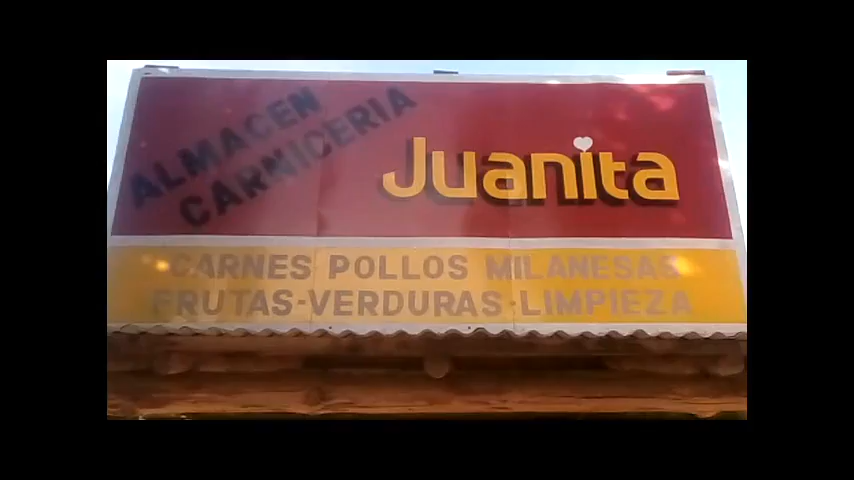 ALMACEN
CARNICERIA
Juanita
CARNES POLLOS MILANESAS
FRUTAS-VERDURAS-LIMPIEZA